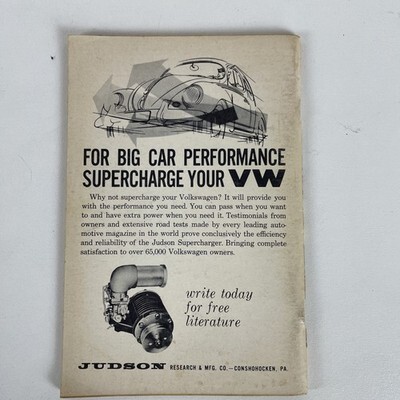 FOR BIG CAR PERFORMANCE
SUPERCHARGE YOUR VW
Why not supercharge your Volkswagen? It will provide you
with the performance you need. You can pass when you want
to and have extra power when you need it. Testimonials from
owners and extensive road tests made by every leading auto-
motive magazine in the world prove conclusively the efficiency
and reliability of the Judson Supercharger. Bringing complete
satisfaction to over 65,000 Volkswagen owners.
write today
for free
literature
JUDSON RESEARCH & MFG. CO.—CONSHOHOCKEN, PA.